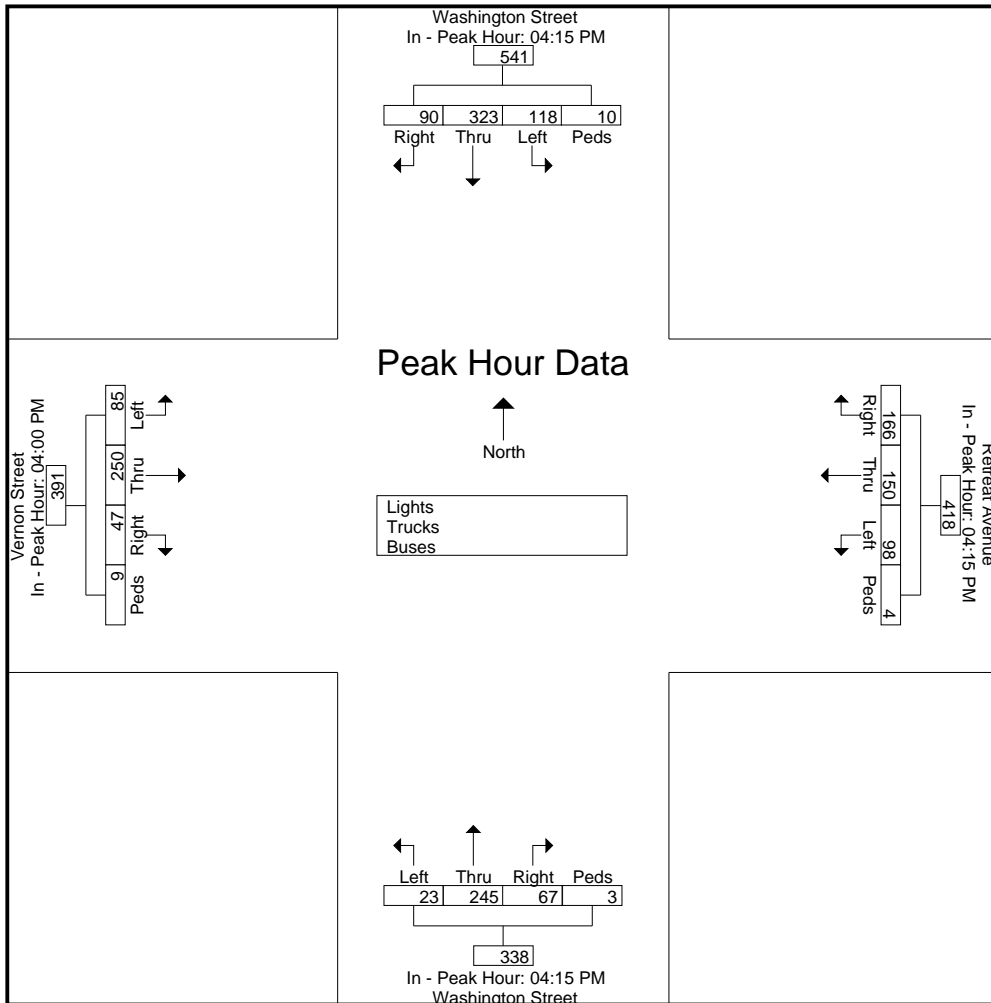 Washington Street
In - Peak Hour: 04:15 PM
541
90 323 118 10
Right Thru Left Peds
Peak Hour Data
North
Lights
Trucks
Buses
Vernon Street
In - Peak Hour: 04:00 PM
391
85 250 47 9
Left Thru Right Peds
Retreat Avenue
In - Peak Hour: 04:15 PM
418
166 150 98 4
Right Thru Left Peds
Left Thru Right Peds
23 245 67 3
338
In - Peak Hour: 04:15 PM
Washington Street